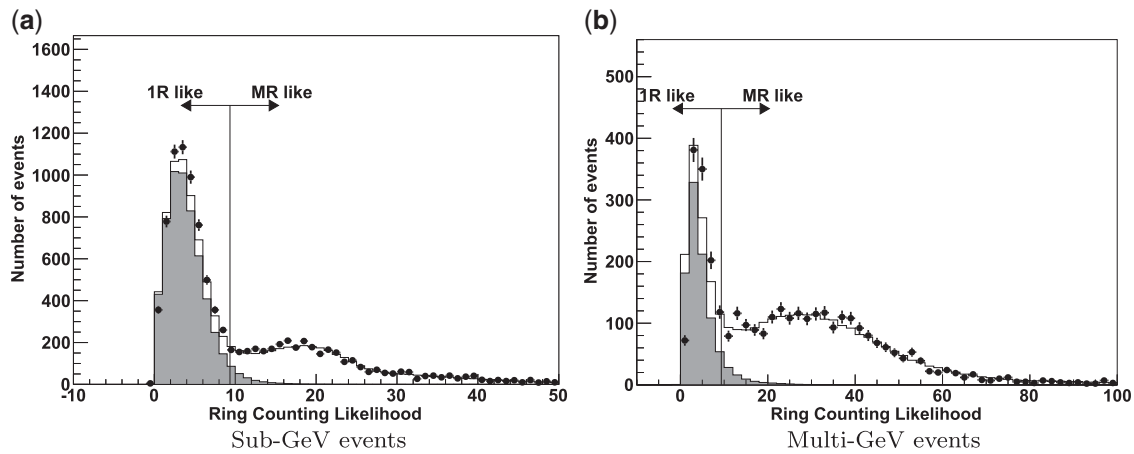 (a)
Number of events
1600
1400
1200
1000
800
600
400
200
0
1R like
MR like
-10
0
10
20
30
40
50
Ring Counting Likelihood
Sub-GeV events
(b)
Number of events
500
400
300
200
100
0
1R like
MR like
0
20
40
60
80
100
Ring Counting Likelihood
Multi-GeV events